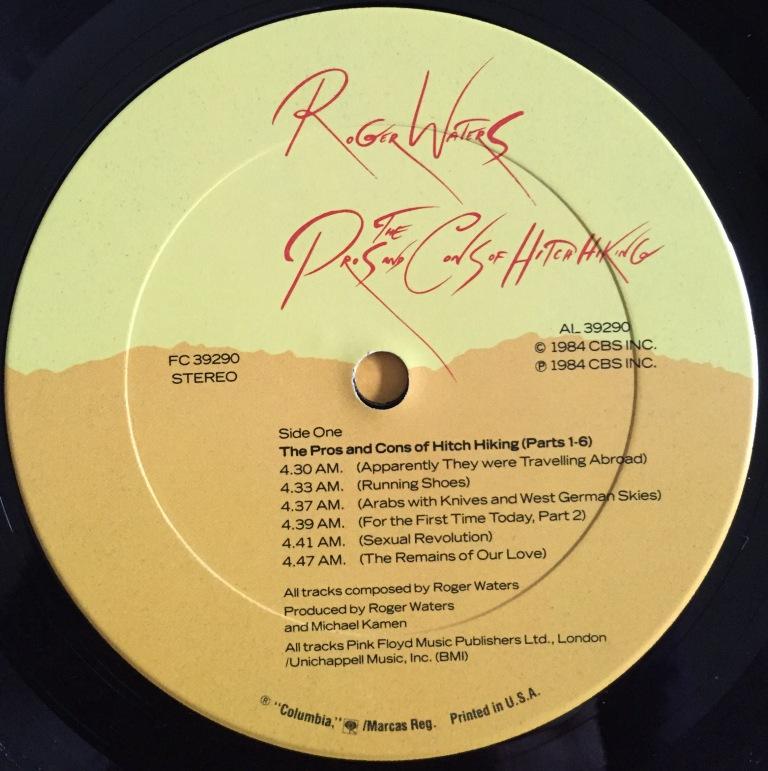 Roger Waters
The
Pros and Cons of Hitch Hiking
FC 39290
STEREO
AL 39290
© 1984 CBS INC.
℗ 1984 CBS INC.
Side One
The Pros and Cons of Hitch Hiking (Parts 1-6)
4.30 AM. (Apparently They were Travelling Abroad)
4.33 AM. (Running Shoes)
4.37 AM. (Arabs with Knives and West German Skies)
4.39 AM. (For the First Time Today, Part 2)
4.41 AM. (Sexual Revolution)
4.47 AM. (The Remains of Our Love)
All tracks composed by Roger Waters
Produced by Roger Waters
and Michael Kamen
All tracks Pink Floyd Music Publishers Ltd., London
/Unichappell Music, Inc. (BMI)
® "Columbia," /Marcas Reg. Printed in U.S.A.